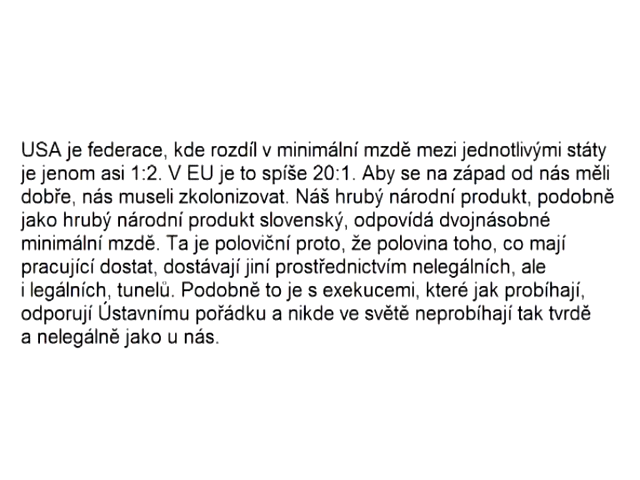 USA je federace, kde rozdíl v minimální mzdě mezi jednotlivými státy
je jenom asi 1:2. V EU je to spíše 20:1. Aby se na západ od nás měli
dobře, nás museli zkolonizovat. Náš hrubý národní produkt, podobně
jako hrubý národní produkt slovenský, odpovídá dvojnásobné
minimální mzdě. Ta je poloviční proto, že polovina toho, co mají
pracující dostat, dostávají jiní prostřednictvím nelegálních, ale
i legálních, tunelů. Podobně to je s exekucemi, které jak probíhají,
odporují Ústavnímu pořádku a nikde ve světě neprobíhají tak tvrdě
a nelegálně jako u nás.